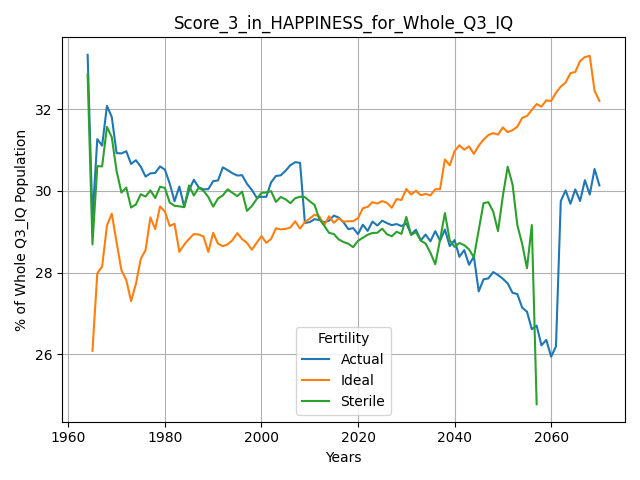 Score_3_in_HAPPINESS_for_Whole_Q3_IQ
% of Whole Q3_IQ Population
32
30
28
26
Fertility
Actual
Ideal
Sterile
1960
1980
2000
2020
2040
2060
Years